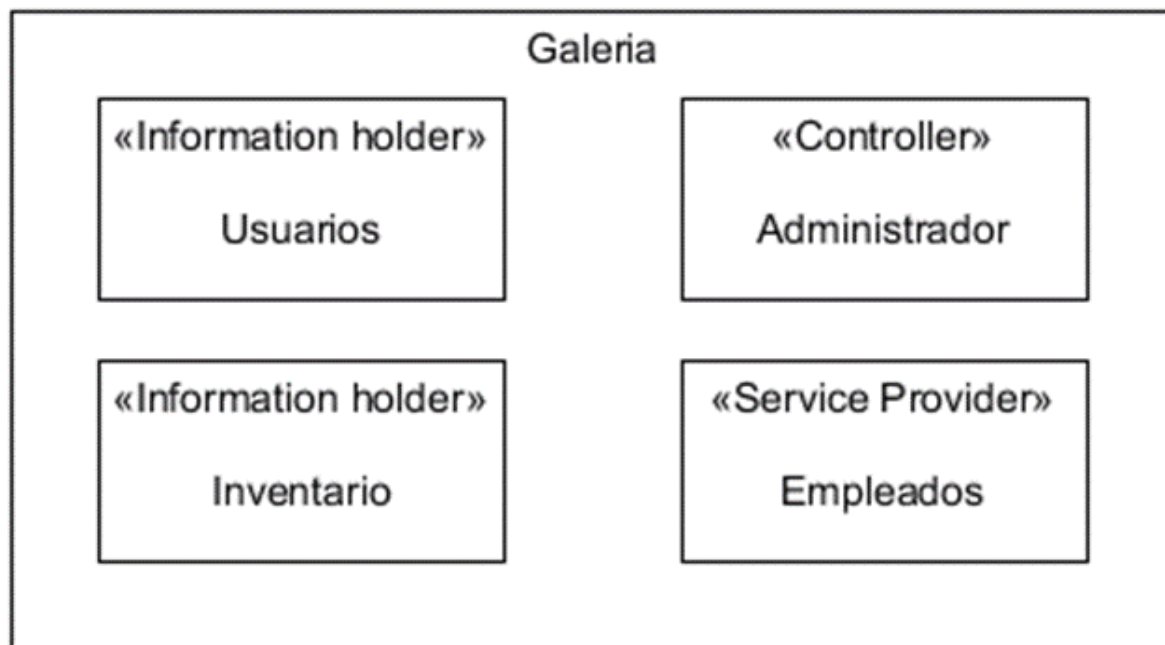 Galeria
«Information holder»
Usuarios
«Controller»
Administrador
«Information holder»
Inventario
«Service Provider»
Empleados